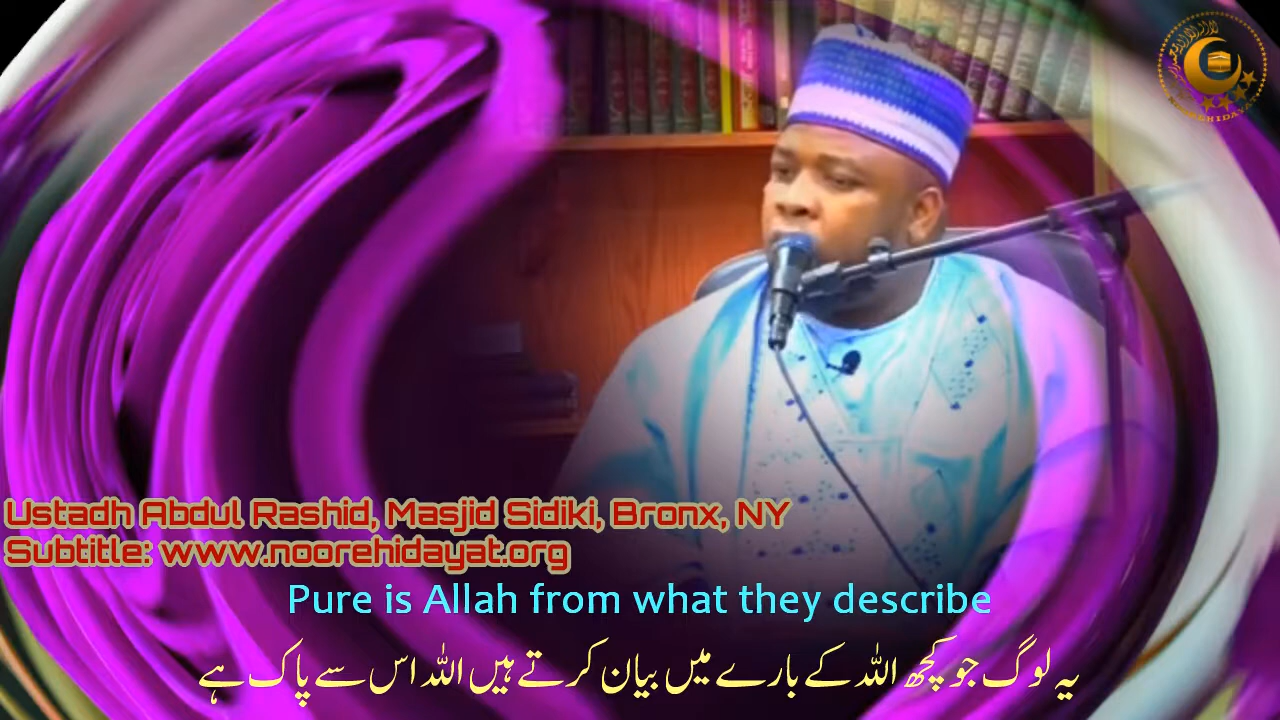 Ustadh Abdul Rashid, Masjid Sidiki, Bronx, NY
Subtitle: www.noorehidayat.org
Pure is Allah from what they describe
یہ لوگ جو کچھ اللہ کے بارے میں بیان کرتے ہیں اللہ اس سے پاک ہے